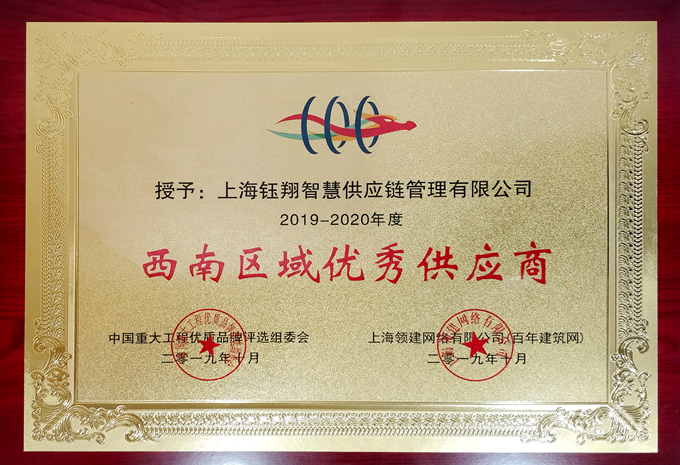 授予：上海钰翔智慧供应链管理有限公司
2019-2020年度
西南区域优秀供应商
中国重大工程优质品牌评选组委会
二零一九年十月
上海领建网络有限公司(百年建筑网)
二零一九年十月